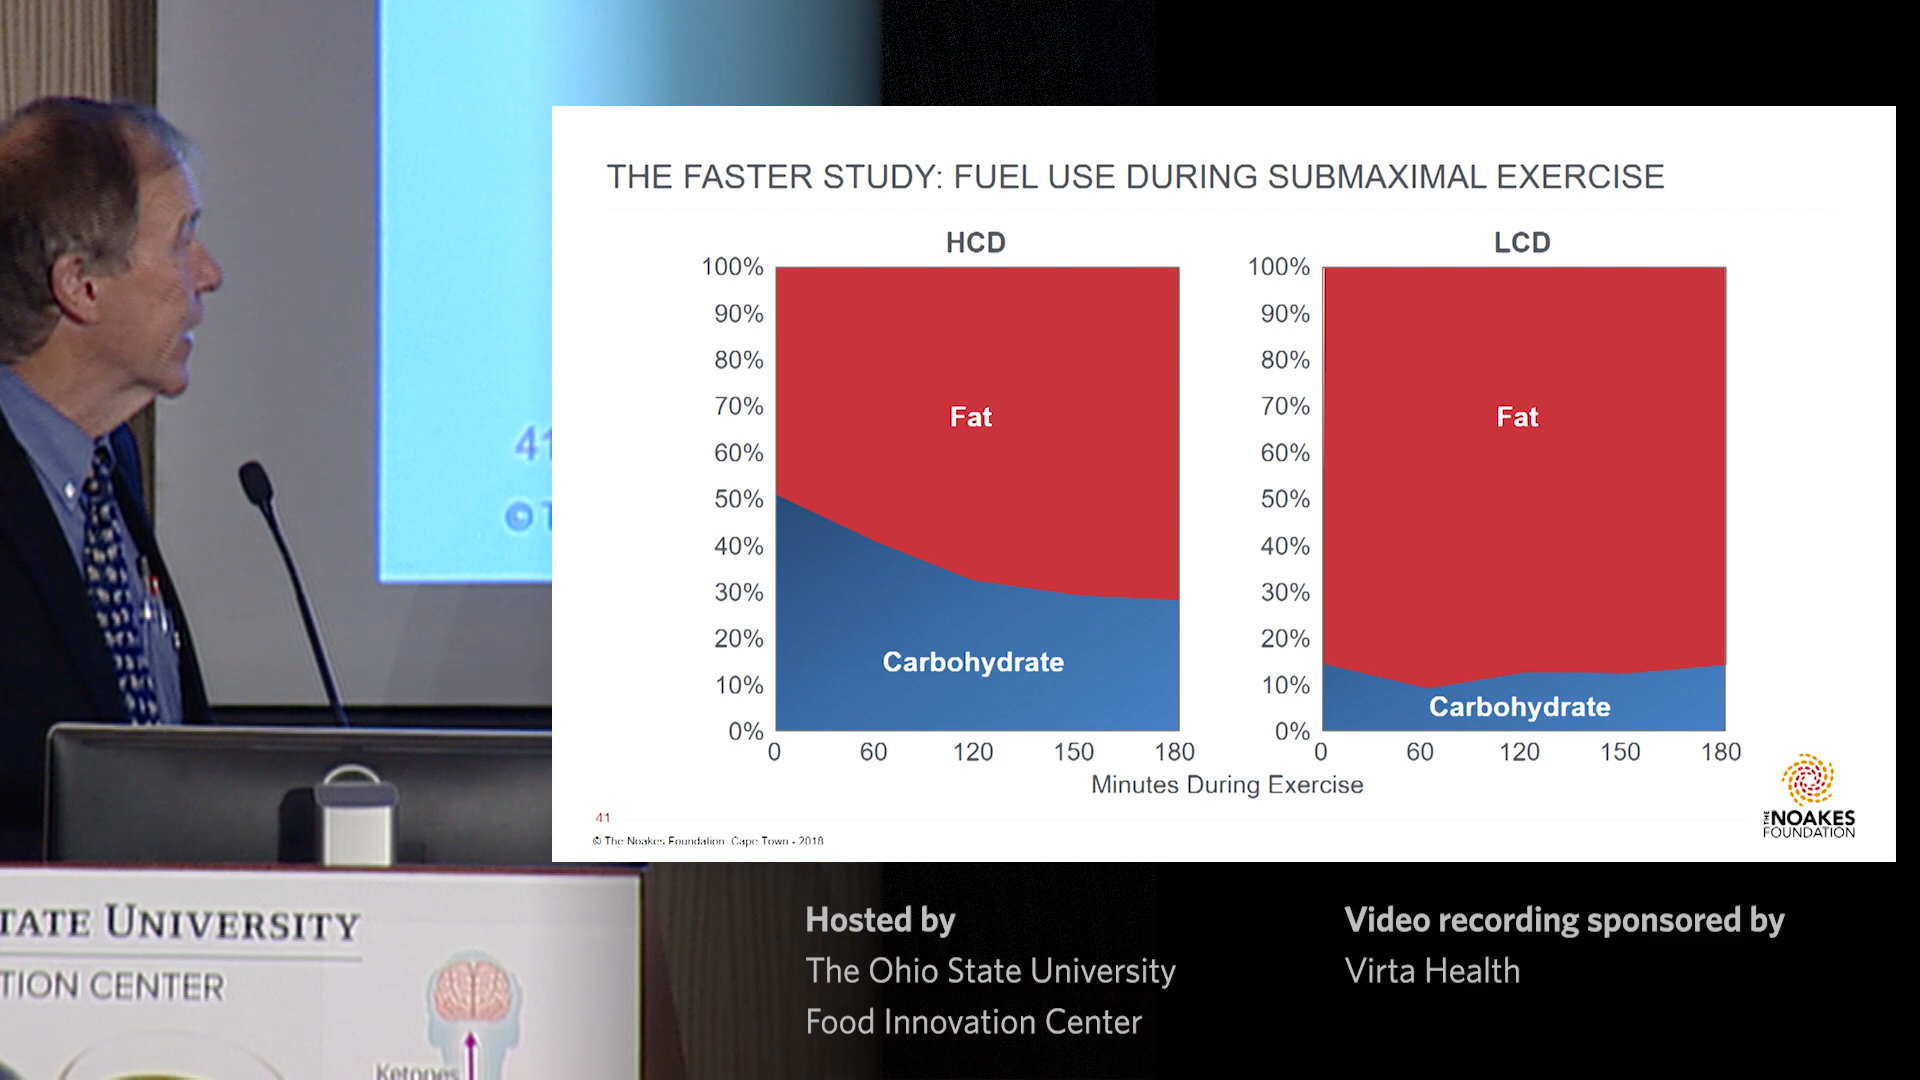 THE FASTER STUDY: FUEL USE DURING SUBMAXIMAL EXERCISE
HCD
100%
90%
80%
70%
60%
50%
40%
30%
20%
10%
0%
Fat
Carbohydrate
0 60 120 150 180
LCD
100%
90%
80%
70%
60%
50%
40%
30%
20%
10%
0%
Fat
Carbohydrate
0 60 120 150 180
Minutes During Exercise
41
© The Noakes Foundation Cape Town - 2018
THE NOAKES
FOUNDATION
41
©T
TATE UNIVERSITY
TION CENTER
Ketones
Hosted by
The Ohio State University
Food Innovation Center
Video recording sponsored by
Virta Health